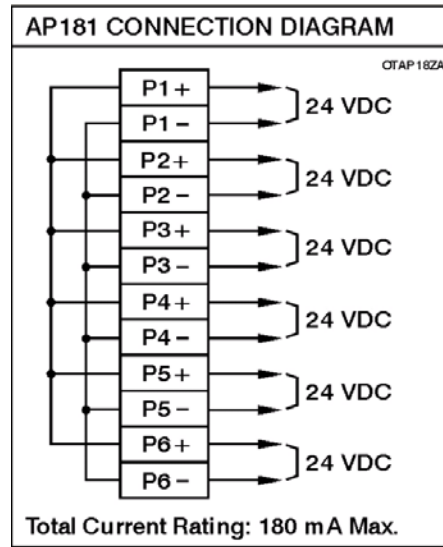 AP181 CONNECTION DIAGRAM
OTAP18ZA
P1+
24 VDC
P1-
P2+
24 VDC
P2-
P3+
24 VDC
P3-
P4+
24 VDC
P4-
P5+
24 VDC
P5-
P6+
24 VDC
P6-
Total Current Rating: 180 mA Max.